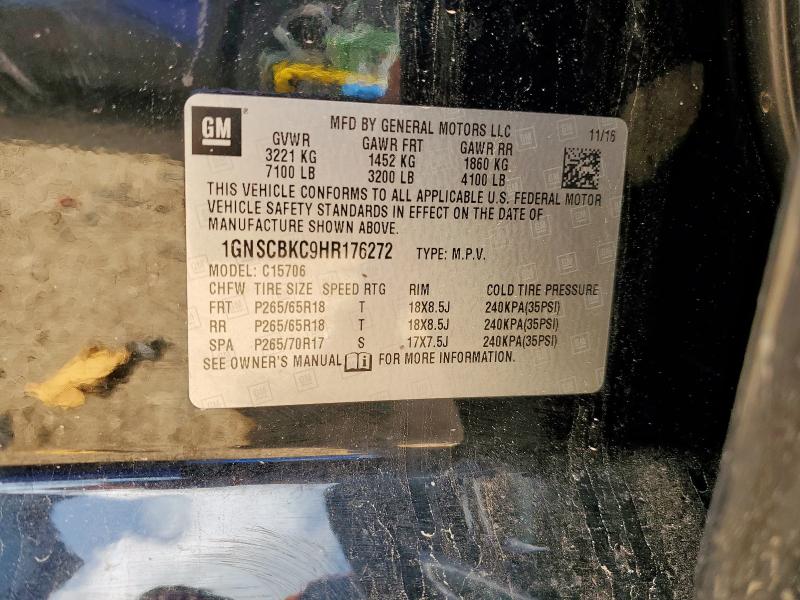 GM
MFD BY GENERAL MOTORS LLC
11/16
GVWR GAWR FRT GAWR RR
3221 KG 1452 KG 1860 KG
7100 LB 3200 LB 4100 LB
THIS VEHICLE CONFORMS TO ALL APPLICABLE U.S. FEDERAL MOTOR
VEHICLE SAFETY STANDARDS IN EFFECT ON THE DATE OF
MANUFACTURE SHOWN ABOVE.
1GNSCBKC9HR176272 TYPE: M.P.V.
MODEL: C15706
CHFW TIRE SIZE SPEED RTG RIM COLD TIRE PRESSURE
FRT P265/65R18 T 18X8.5J 240KPA(35PSI)
RR P265/65R18 T 18X8.5J 240KPA(35PSI)
SPA P265/70R17 S 17X7.5J 240KPA(35PSI)
SEE OWNER'S MANUAL FOR MORE INFORMATION.